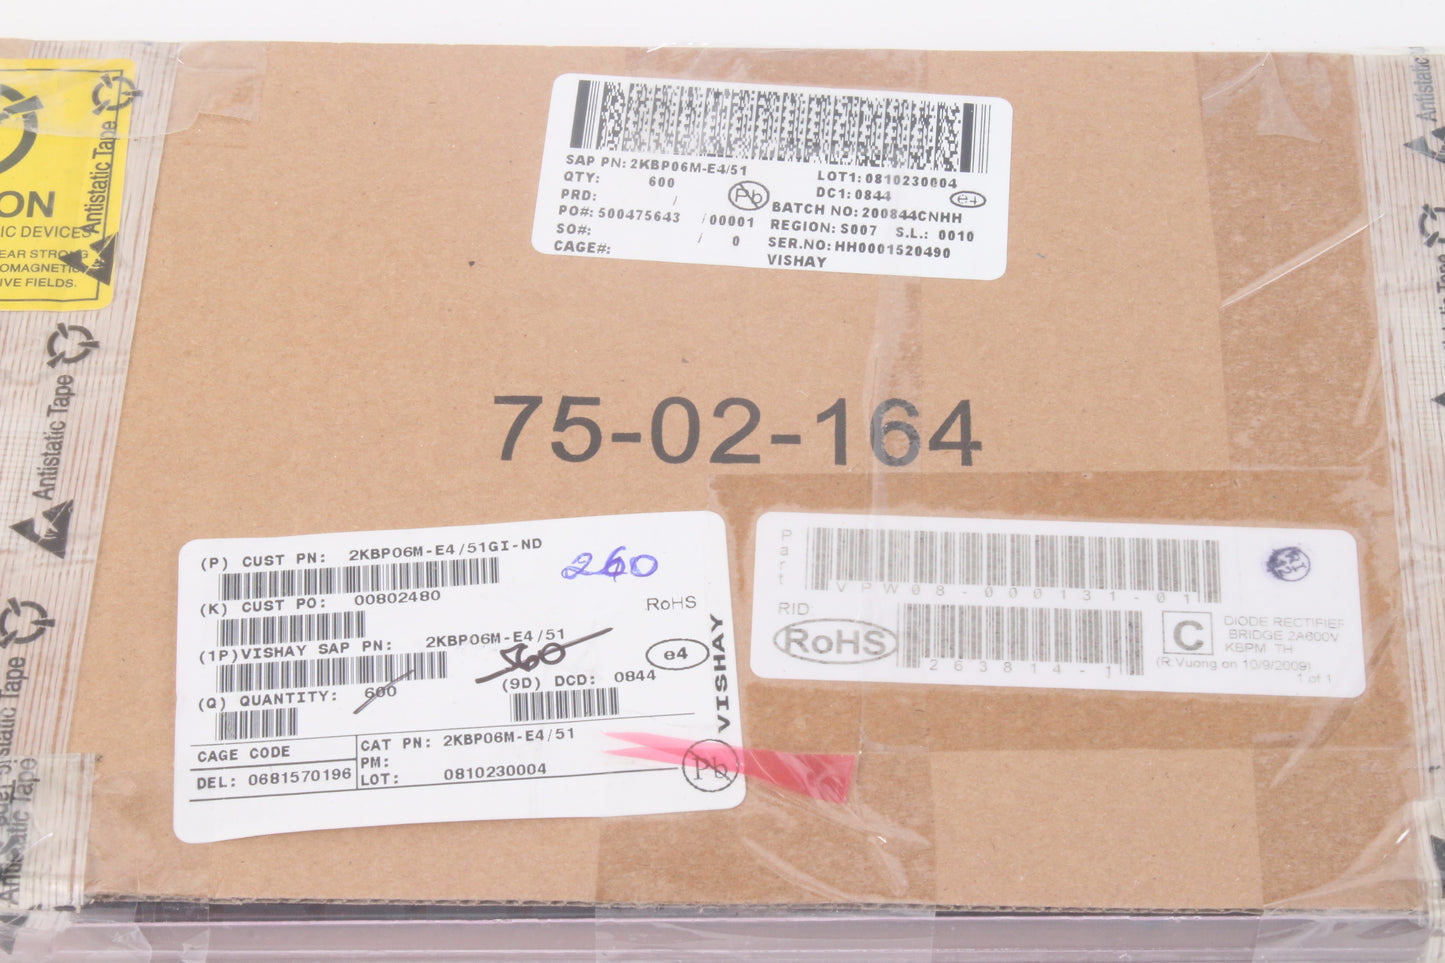 SAP PN: 2KBP06M-E4/51
QTY: 600
PRD: /
PO#: 500475643 /00001
SO#: / 0
CAGE#:
LOT1: 0810230004
DC1: 0844
BATCH NO: 200844CNHH
REGION: S007 S.L.: 0010
SER.NO: HH0001520490
VISHAY
Pb
e4
75-02-164
(P) CUST PN: 2KBP06M-E4/51GI-ND
260
(K) CUST PO: 00802480
RoHS
(1P)VISHAY SAP PN: 2KBP06M-E4/51
560
e4
(Q) QUANTITY: 600
(9D) DCD: 0844
VISHAY
CAGE CODE
DEL: 0681570196
CAT PN: 2KBP06M-E4/51
PM:
LOT: 0810230004
Pb
Part
VPW08-000131-01
RID
RoHS
263814-1
C
DIODE RECTIFIER
BRIDGE 2A600V
KBPM TH
(R.Vuong on 10/9/2009)
1 of 1
ON
IC DEVICES
EAR STRONG
OMAGNETIC
IVE FIELDS.
Antistatic Tape
Antistatic Tape
Antistatic Tape
Antistatic Tape
Antistatic